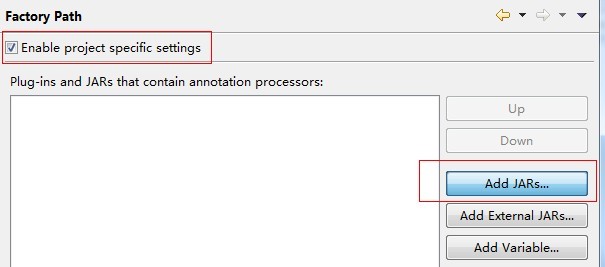 Factory Path
Enable project specific settings
Plug-ins and JARs that contain annotation processors:
Up
Down
Add JARs...
Add External JARs...
Add Variable...